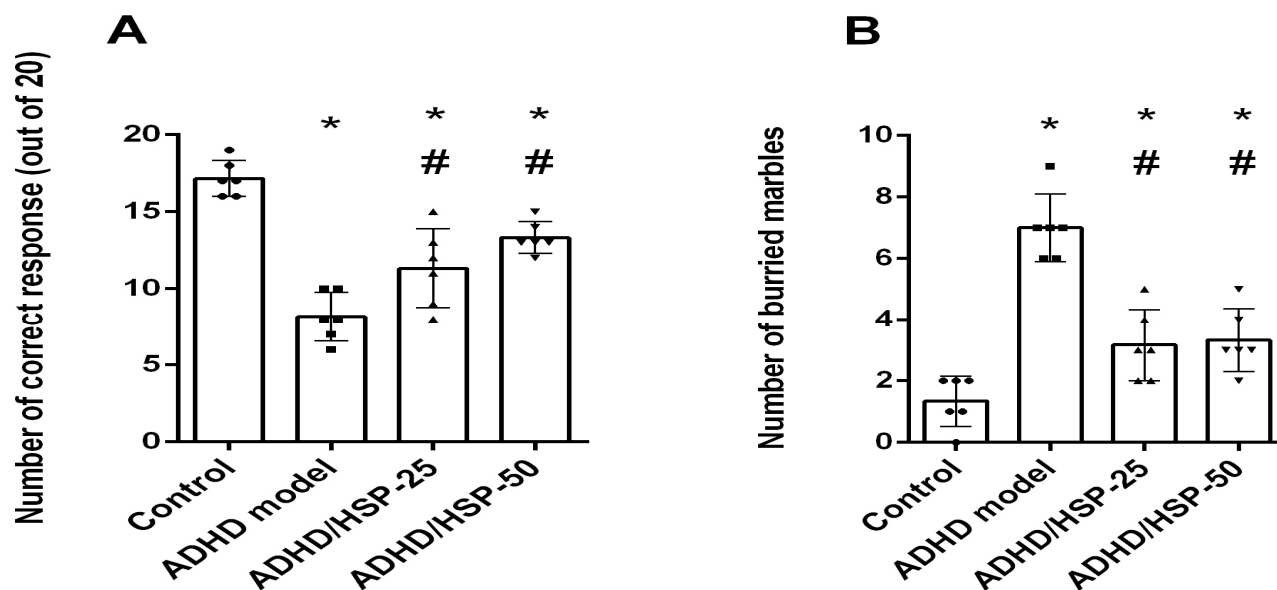 A
Number of correct response (out of 20)
20
15
10
5
0
*
*
#
*
#
Control
ADHD model
ADHD/HSP-25
ADHD/HSP-50
B
Number of burried marbles
10
8
6
4
2
0
*
*
#
*
#
Control
ADHD model
ADHD/HSP-25
ADHD/HSP-50